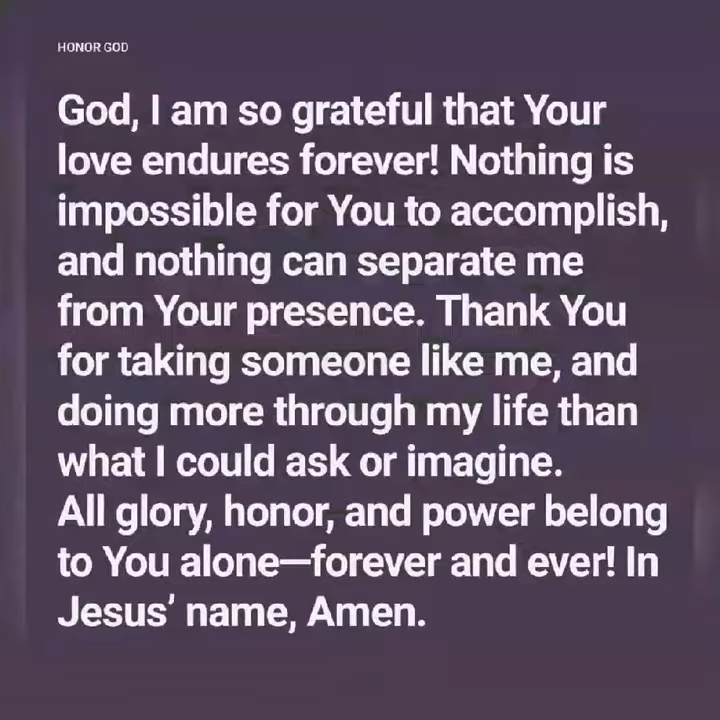 HONOR GOD
God, I am so grateful that Your
love endures forever! Nothing is
impossible for You to accomplish,
and nothing can separate me
from Your presence. Thank You
for taking someone like me, and
doing more through my life than
what I could ask or imagine.
All glory, honor, and power belong
to You alone—forever and ever! In
Jesus’ name, Amen.